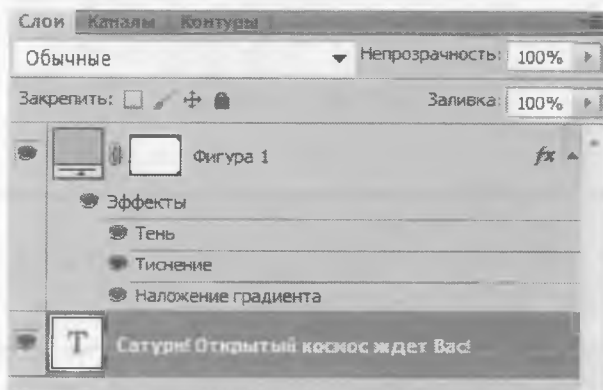 Слои Каналы Контуры
Обычные Непрозрачность: 100%
Закрепить: Заливка: 100%
Фигура 1 fx
Эффекты
Тень
Тиснение
Наложение градиента
T Сатурн! Открытый космос ждет Вас!